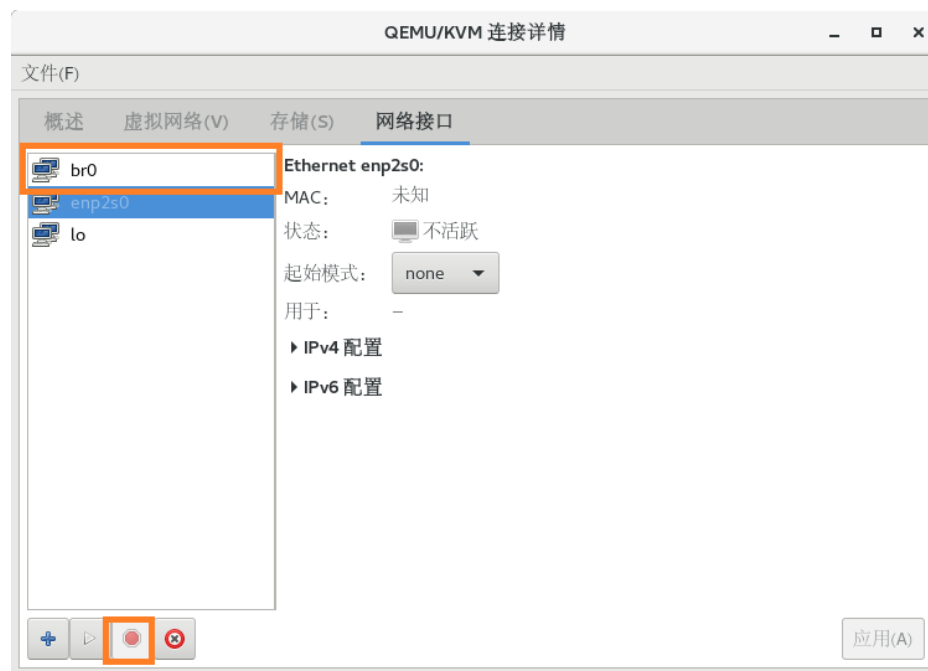 QEMU/KVM 连接详情
文件(F)
概述 虚拟网络(V) 存储(S) 网络接口
br0
enp2s0
lo
Ethernet enp2s0:
MAC: 未知
状态: 不活跃
起始模式: none
用于: –
IPv4 配置
IPv6 配置
应用(A)